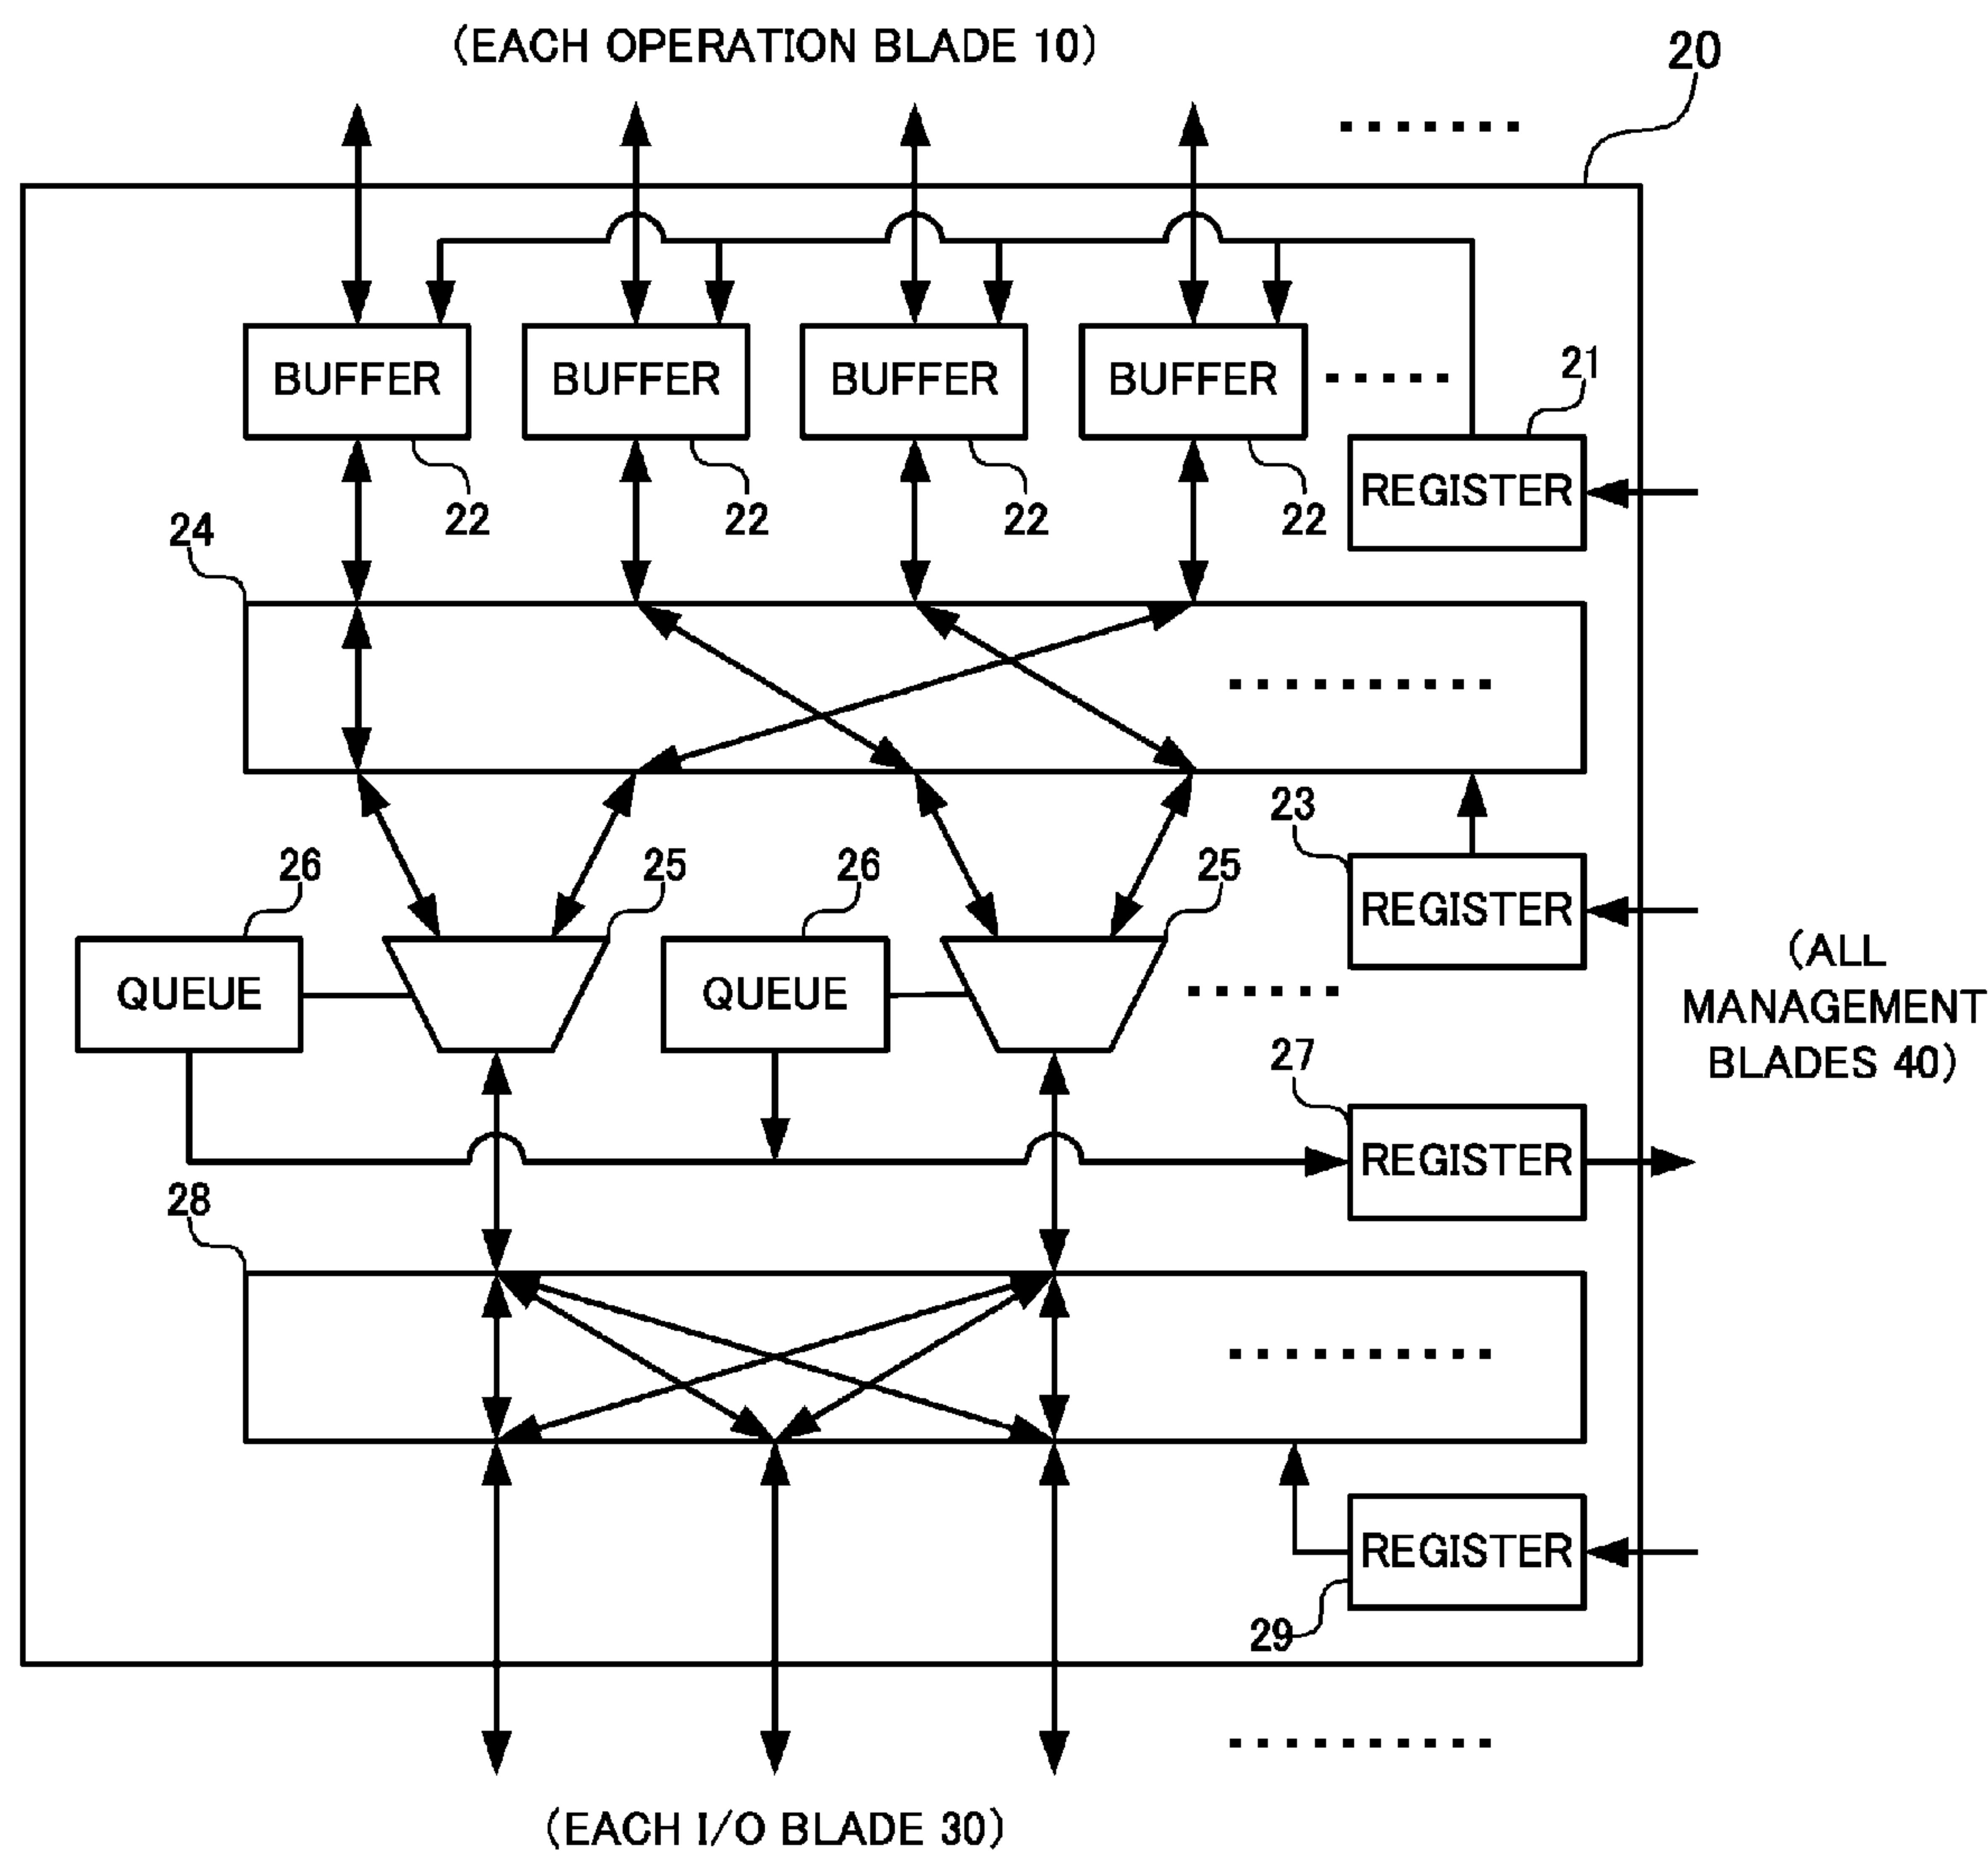 (EACH OPERATION BLADE 10)
20
BUFFER
BUFFER
BUFFER
BUFFER
21
REGISTER
22
22
22
22
24
23
REGISTER
26
25
26
25
QUEUE
QUEUE
(ALL
MANAGEMENT
BLADES 40)
27
REGISTER
28
REGISTER
29
(EACH I/O BLADE 30)